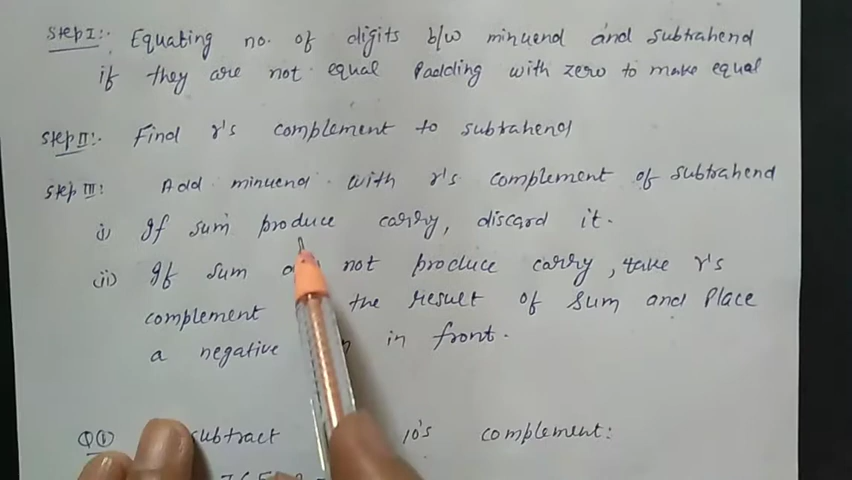 Step I:. Equating no. of digits b/w minuend and subtrahend
if they are not equal Padding with zero to make equal
Step II:. Find r's complement to subtrahend
Step III: Add minuend with r's complement of subtrahend
i) If sum produce carry, discard it.
ii) If sum not produce carry, take r's
complement the result of sum and Place
a negative in front.
Q① subtract 10's complement: